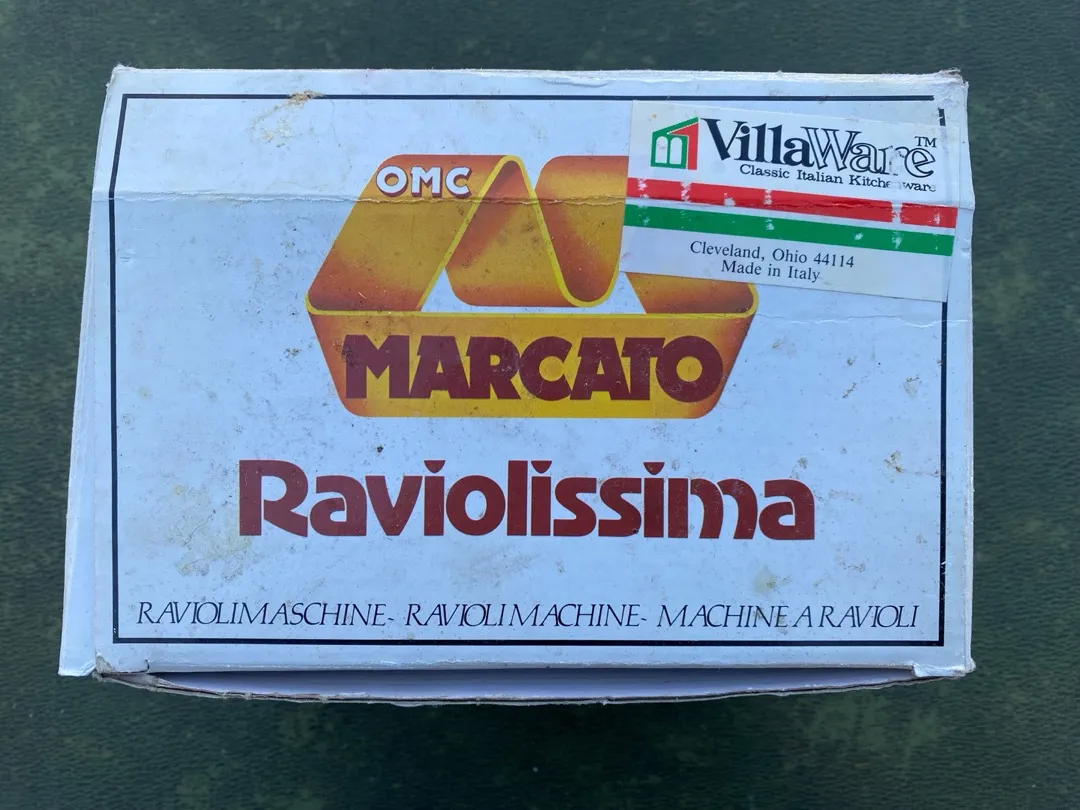 OMC
VillaWare™
Classic Italian Kitchenware
Cleveland, Ohio 44114
Made in Italy
MARCATO
Raviolissima
RAVIOLIMASCHINE- RAVIOLI MACHINE- MACHINE A RAVIOLI